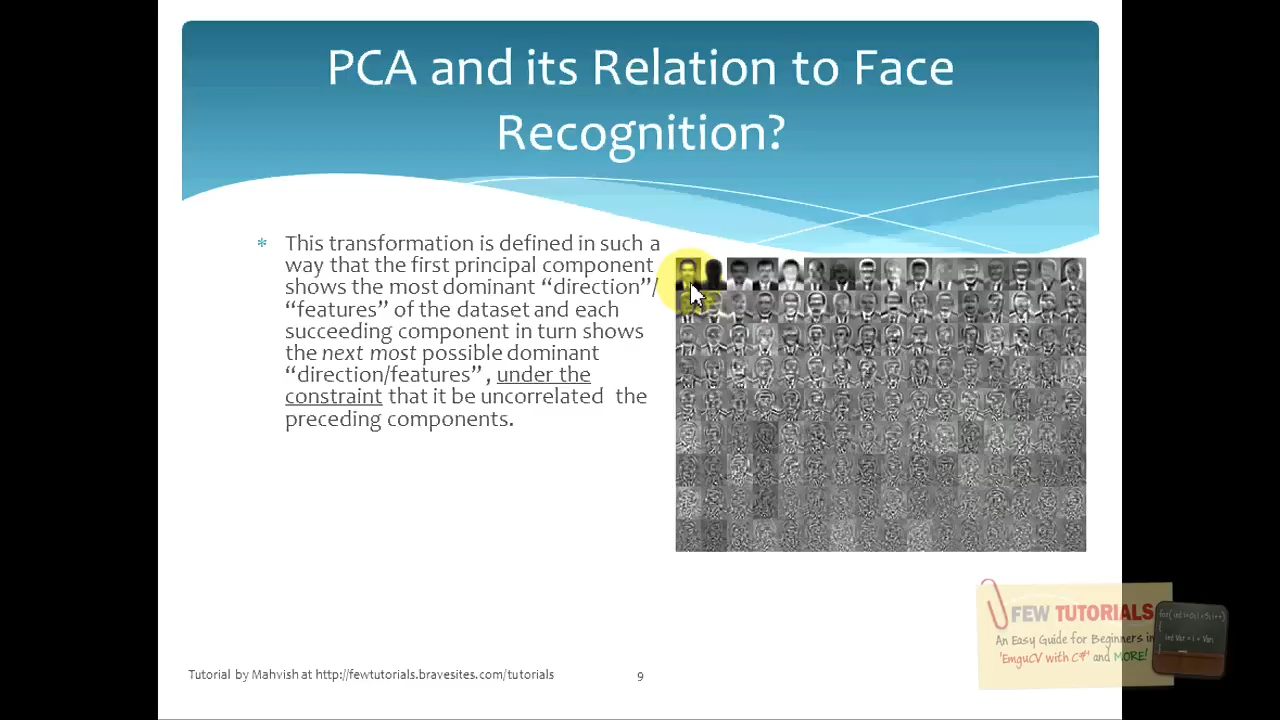 PCA and its Relation to Face
Recognition?
* This transformation is defined in such a
way that the first principal component
shows the most dominant “direction”/
“features” of the dataset and each
succeeding component in turn shows
the next most possible dominant
“direction/features” , under the
constraint that it be uncorrelated the
preceding components.
FEW TUTORIALS
An Easy Guide for Beginners in
'EmguCV with C#' and MORE!
int Var = i + Var;
Tutorial by Mahvish at http://fewtutorials.bravesites.com/tutorials
9